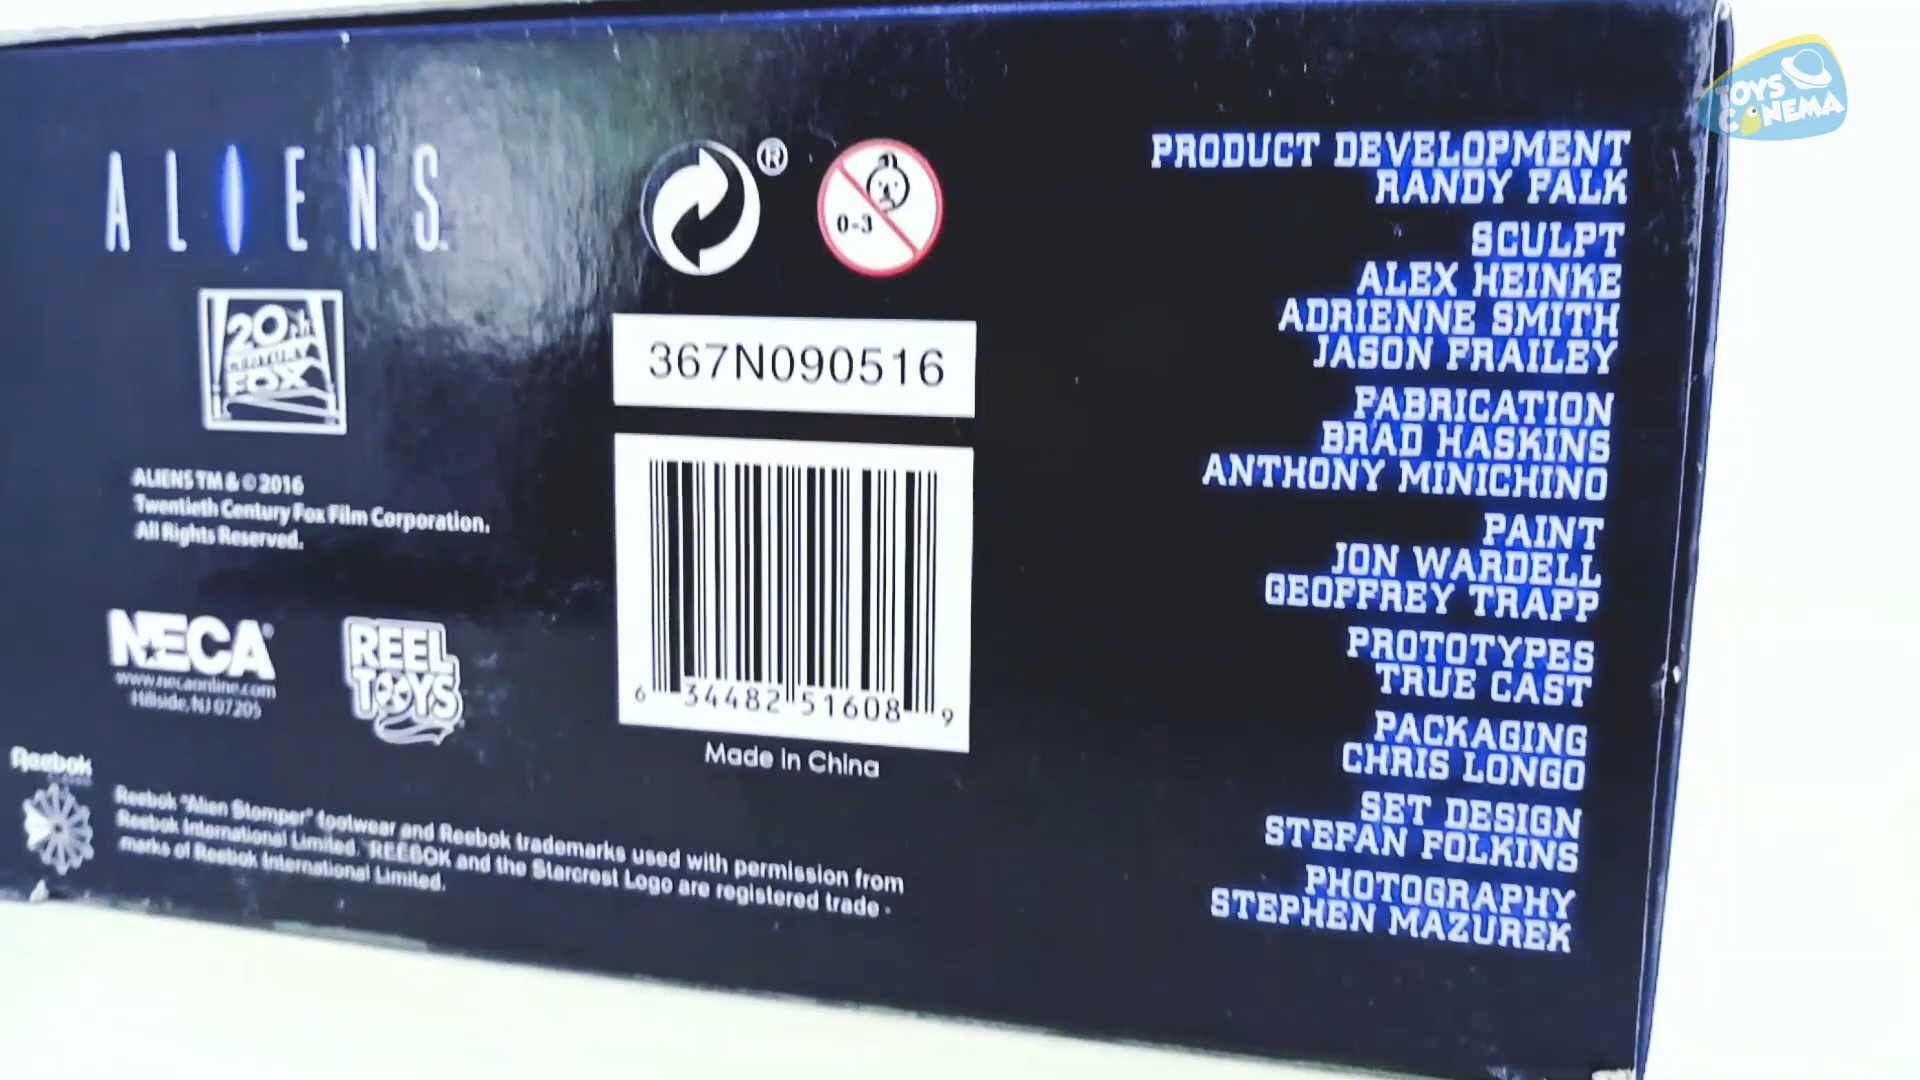 TOYS
CINEMA
ALIENS
20th
CENTURY
FOX
ALIENS TM & © 2016
Twentieth Century Fox Film Corporation.
All Rights Reserved.
NECA®
www.necaonline.com
Hillside, NJ 07205
REEL
TOYS
Reebok
Reebok "Alien Stomper" footwear and Reebok trademarks used with permission from
Reebok International Limited. REEBOK and the Starcrest Logo are registered trade -
marks of Reebok International Limited.
®
0-3
367N090516
6 34482 51608 9
Made in China
PRODUCT DEVELOPMENT
RANDY FALK
SCULPT
ALEX HEINKE
ADRIENNE SMITH
JASON FRAILEY
FABRICATION
BRAD HASKINS
ANTHONY MINICHINO
PAINT
JON WARDELL
GEOFFREY TRAPP
PROTOTYPES
TRUE CAST
PACKAGING
CHRIS LONGO
SET DESIGN
STEFAN FOLKINS
PHOTOGRAPHY
STEPHEN MAZUREK